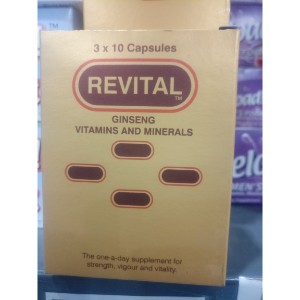 3 x 10 Capsules
REVITAL
TM
GINSENG
VITAMINS AND MINERALS
The one-a-day supplement for
strength, vigour and vitality.